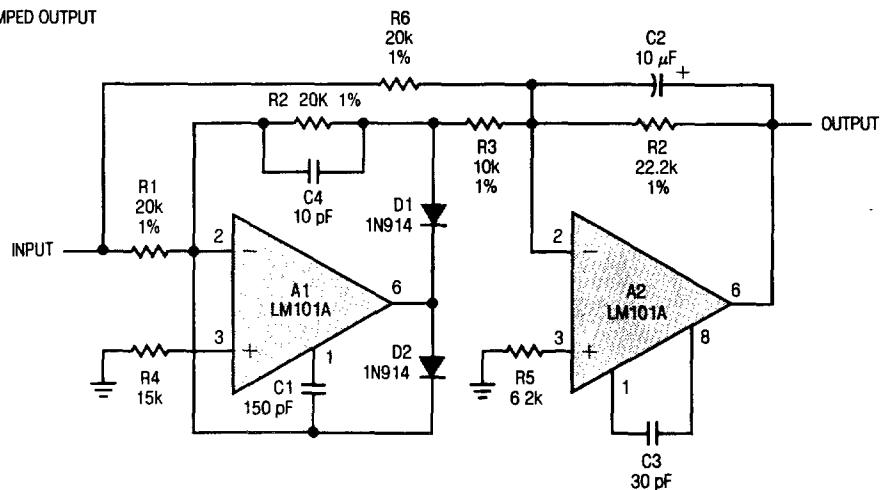 MPED OUTPUT
R6
20k
1%
C2
10 μF
+
R2 20K 1%
OUTPUT
R3
10k
1%
R2
22.2k
1%
C4
10 pF
R1
20k
1%
D1
1N914
INPUT
2
−
A1
LM101A
6
2
−
A2
LM101A
6
3
+
1
8
3
+
1
R4
15k
C1
150 pF
D2
1N914
R5
6 2k
C3
30 pF